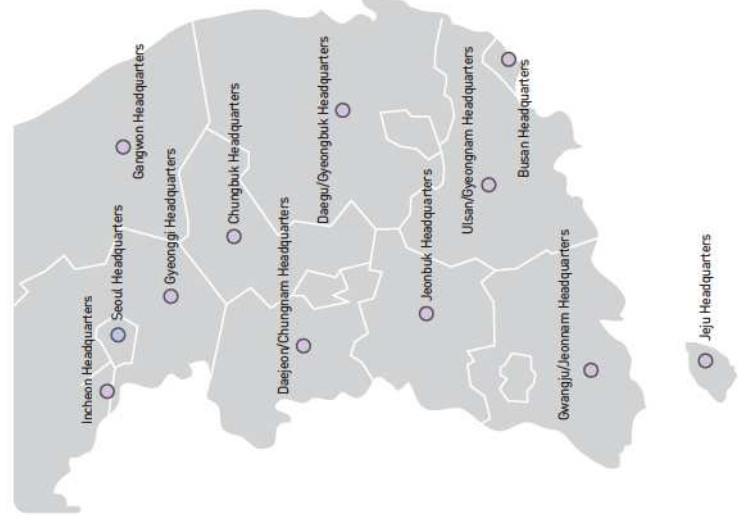 Incheon Headquarters
Seoul Headquarters
Gyeonggi Headquarters
Gangwon Headquarters
Chungbuk Headquarters
Daejeon/Chungnam Headquarters
Daegu/Gyeongbuk Headquarters
Jeonbuk Headquarters
Ulsan/Gyeongnam Headquarters
Busan Headquarters
Gwangju/Jeonnam Headquarters
Jeju Headquarters